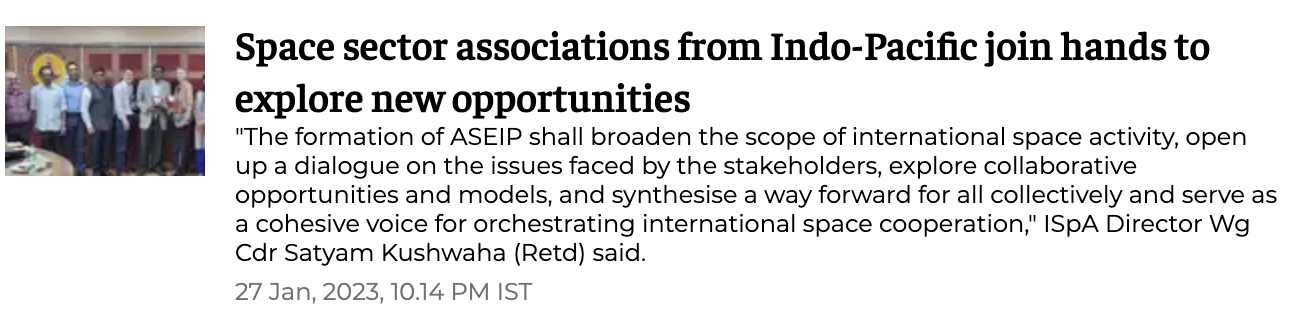 Space sector associations from Indo-Pacific join hands to
explore new opportunities
"The formation of ASEIP shall broaden the scope of international space activity, open
up a dialogue on the issues faced by the stakeholders, explore collaborative
opportunities and models, and synthesise a way forward for all collectively and serve as
a cohesive voice for orchestrating international space cooperation," ISpA Director Wg
Cdr Satyam Kushwaha (Retd) said.
27 Jan, 2023, 10.14 PM IST